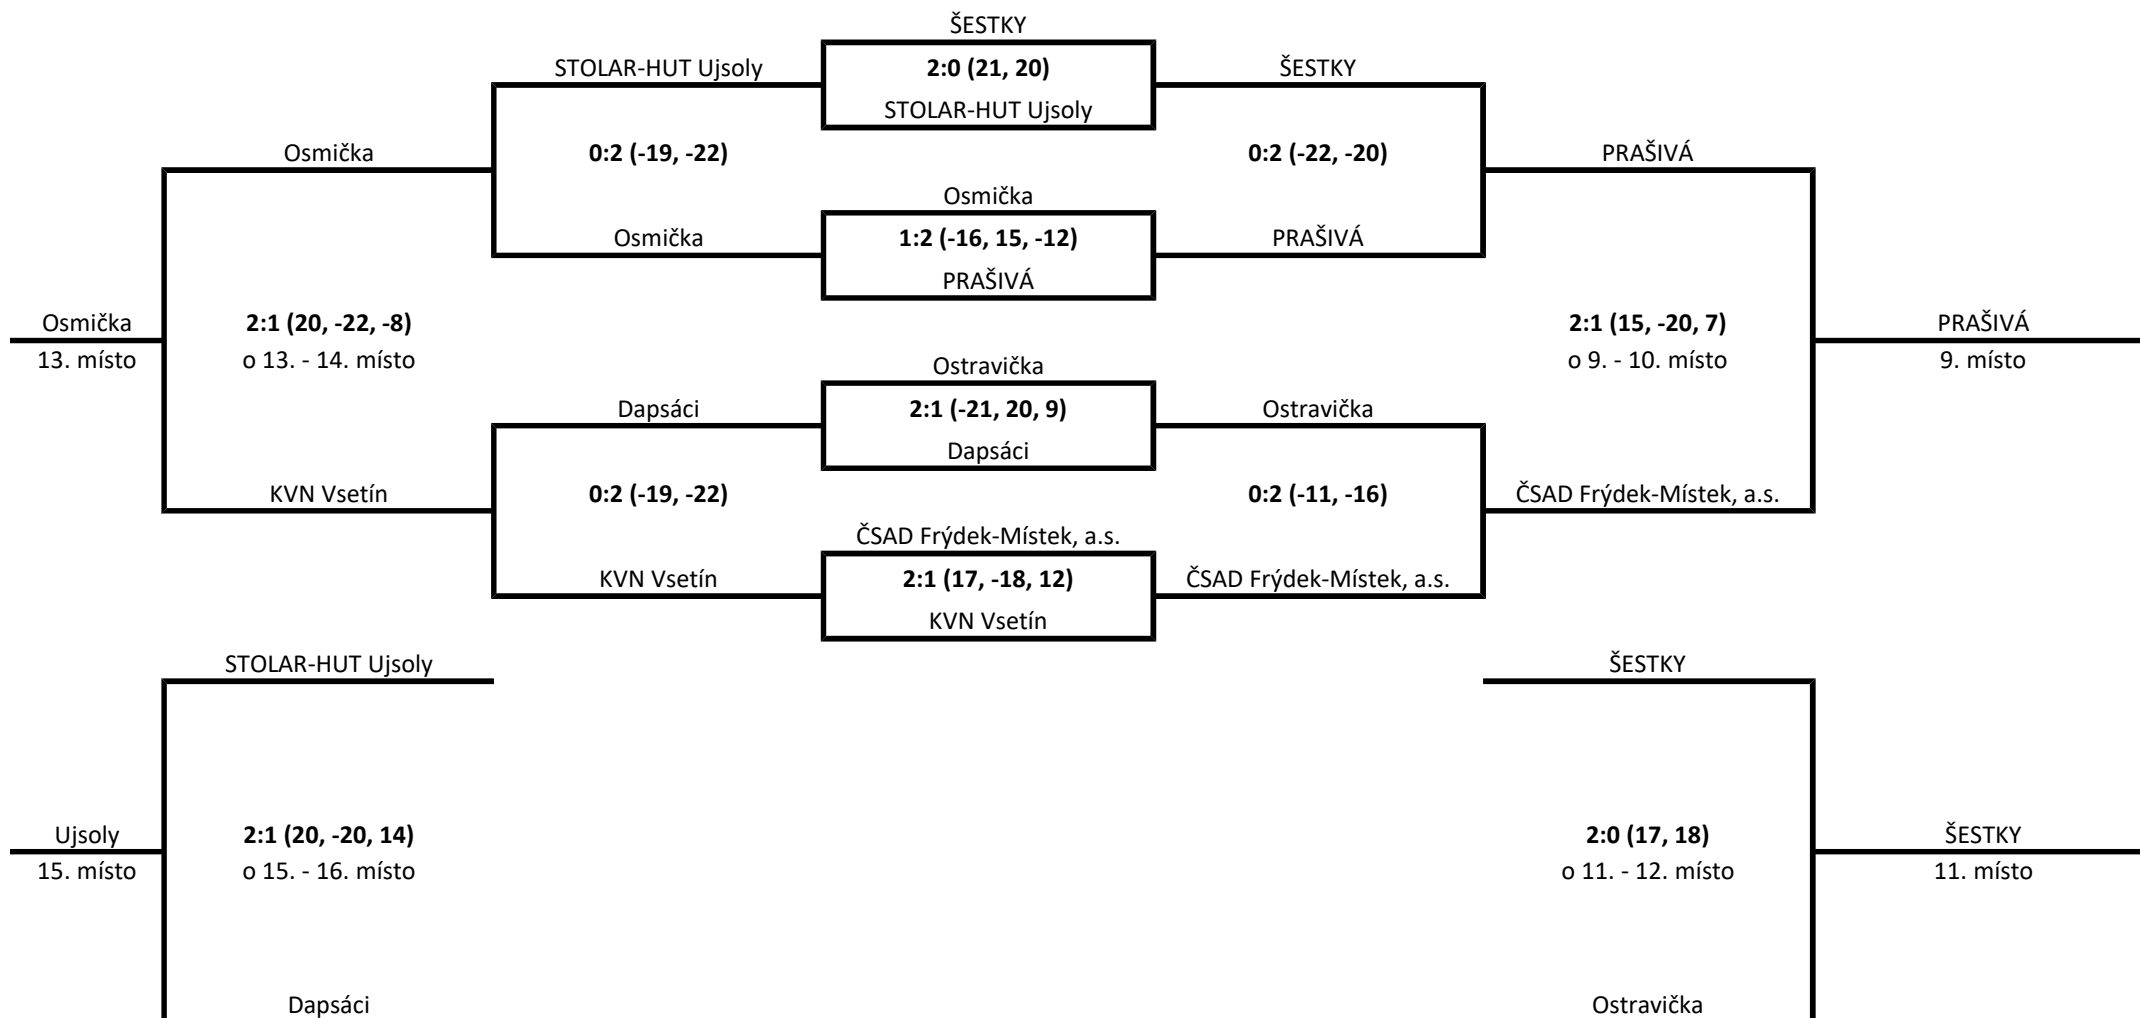 ŠESTKY
STOLAR-HUT Ujsoly 2:0 (21, 20) ŠESTKY
STOLAR-HUT Ujsoly
Osmička 0:2 (-19, -22) 0:2 (-22, -20) PRAŠIVÁ
Osmička
Osmička 1:2 (-16, 15, -12) PRAŠIVÁ
PRAŠIVÁ
Osmička 2:1 (20, -22, -8) 2:1 (15, -20, 7) PRAŠIVÁ
13. místo o 13. - 14. místo Ostravička o 9. - 10. místo 9. místo
Dapsáci 2:1 (-21, 20, 9) Ostravička
Dapsáci
KVN Vsetín 0:2 (-19, -22) 0:2 (-11, -16) ČSAD Frýdek-Místek, a.s.
ČSAD Frýdek-Místek, a.s.
KVN Vsetín 2:1 (17, -18, 12) ČSAD Frýdek-Místek, a.s.
KVN Vsetín
STOLAR-HUT Ujsoly ŠESTKY
Ujsoly 2:1 (20, -20, 14) 2:0 (17, 18) ŠESTKY
15. místo o 15. - 16. místo o 11. - 12. místo 11. místo
Dapsáci Ostravička